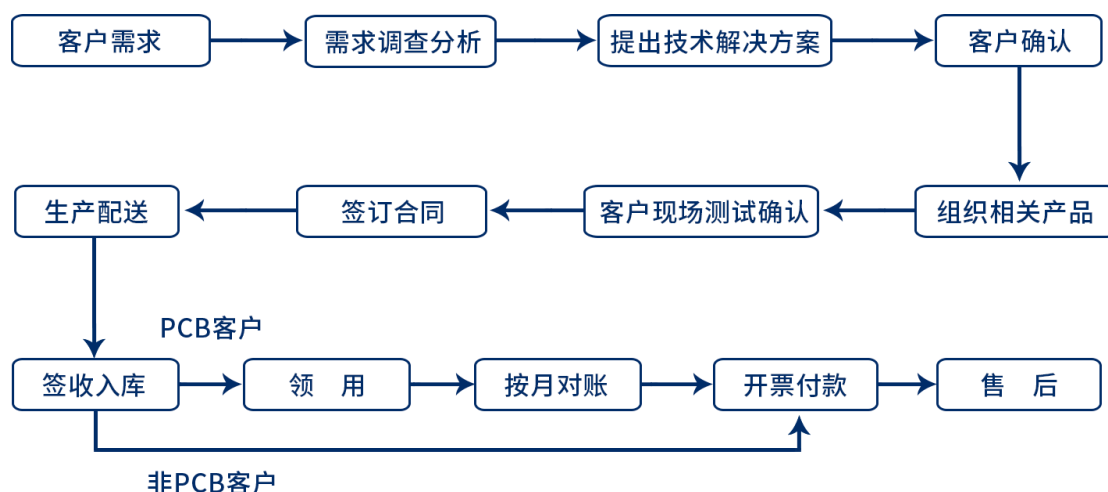 客户需求
需求调查分析
提出技术解决方案
客户确认
组织相关产品
客户现场测试确认
签订合同
生产配送
PCB客户
签收入库
领 用
按月对账
开票付款
售 后
非PCB客户